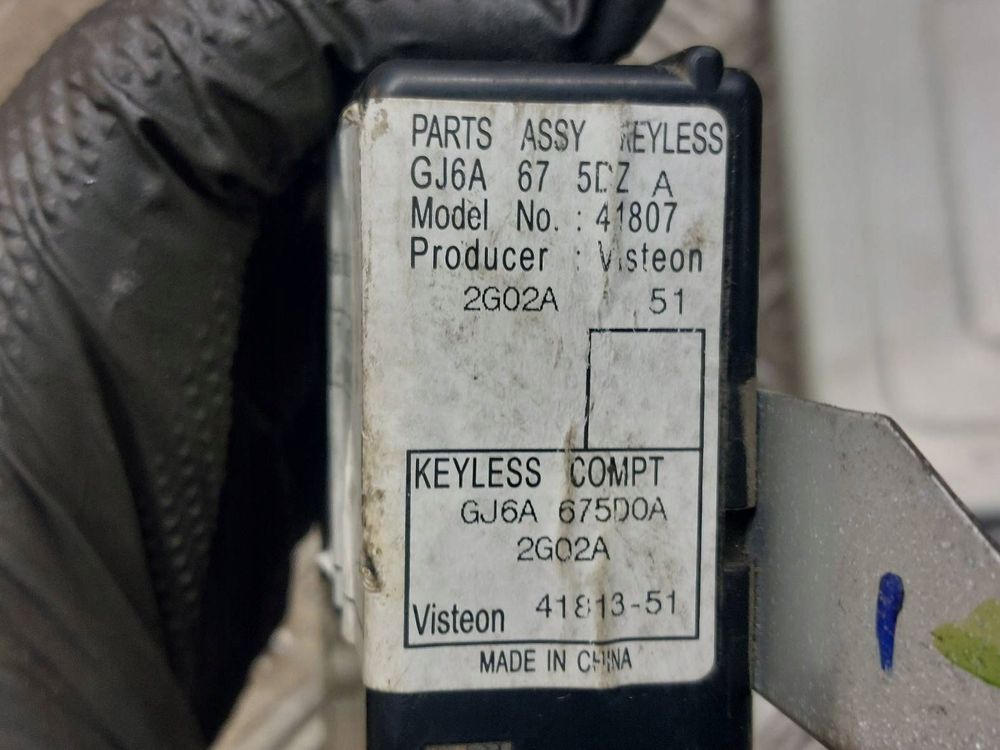 PARTS ASSY KEYLESS
GJ6A 67 5DZ A
Model No. : 41807
Producer : Visteon
2G02A 51
KEYLESS COMPT
GJ6A 675D0A
2G02A
Visteon 41813-51
MADE IN CHINA